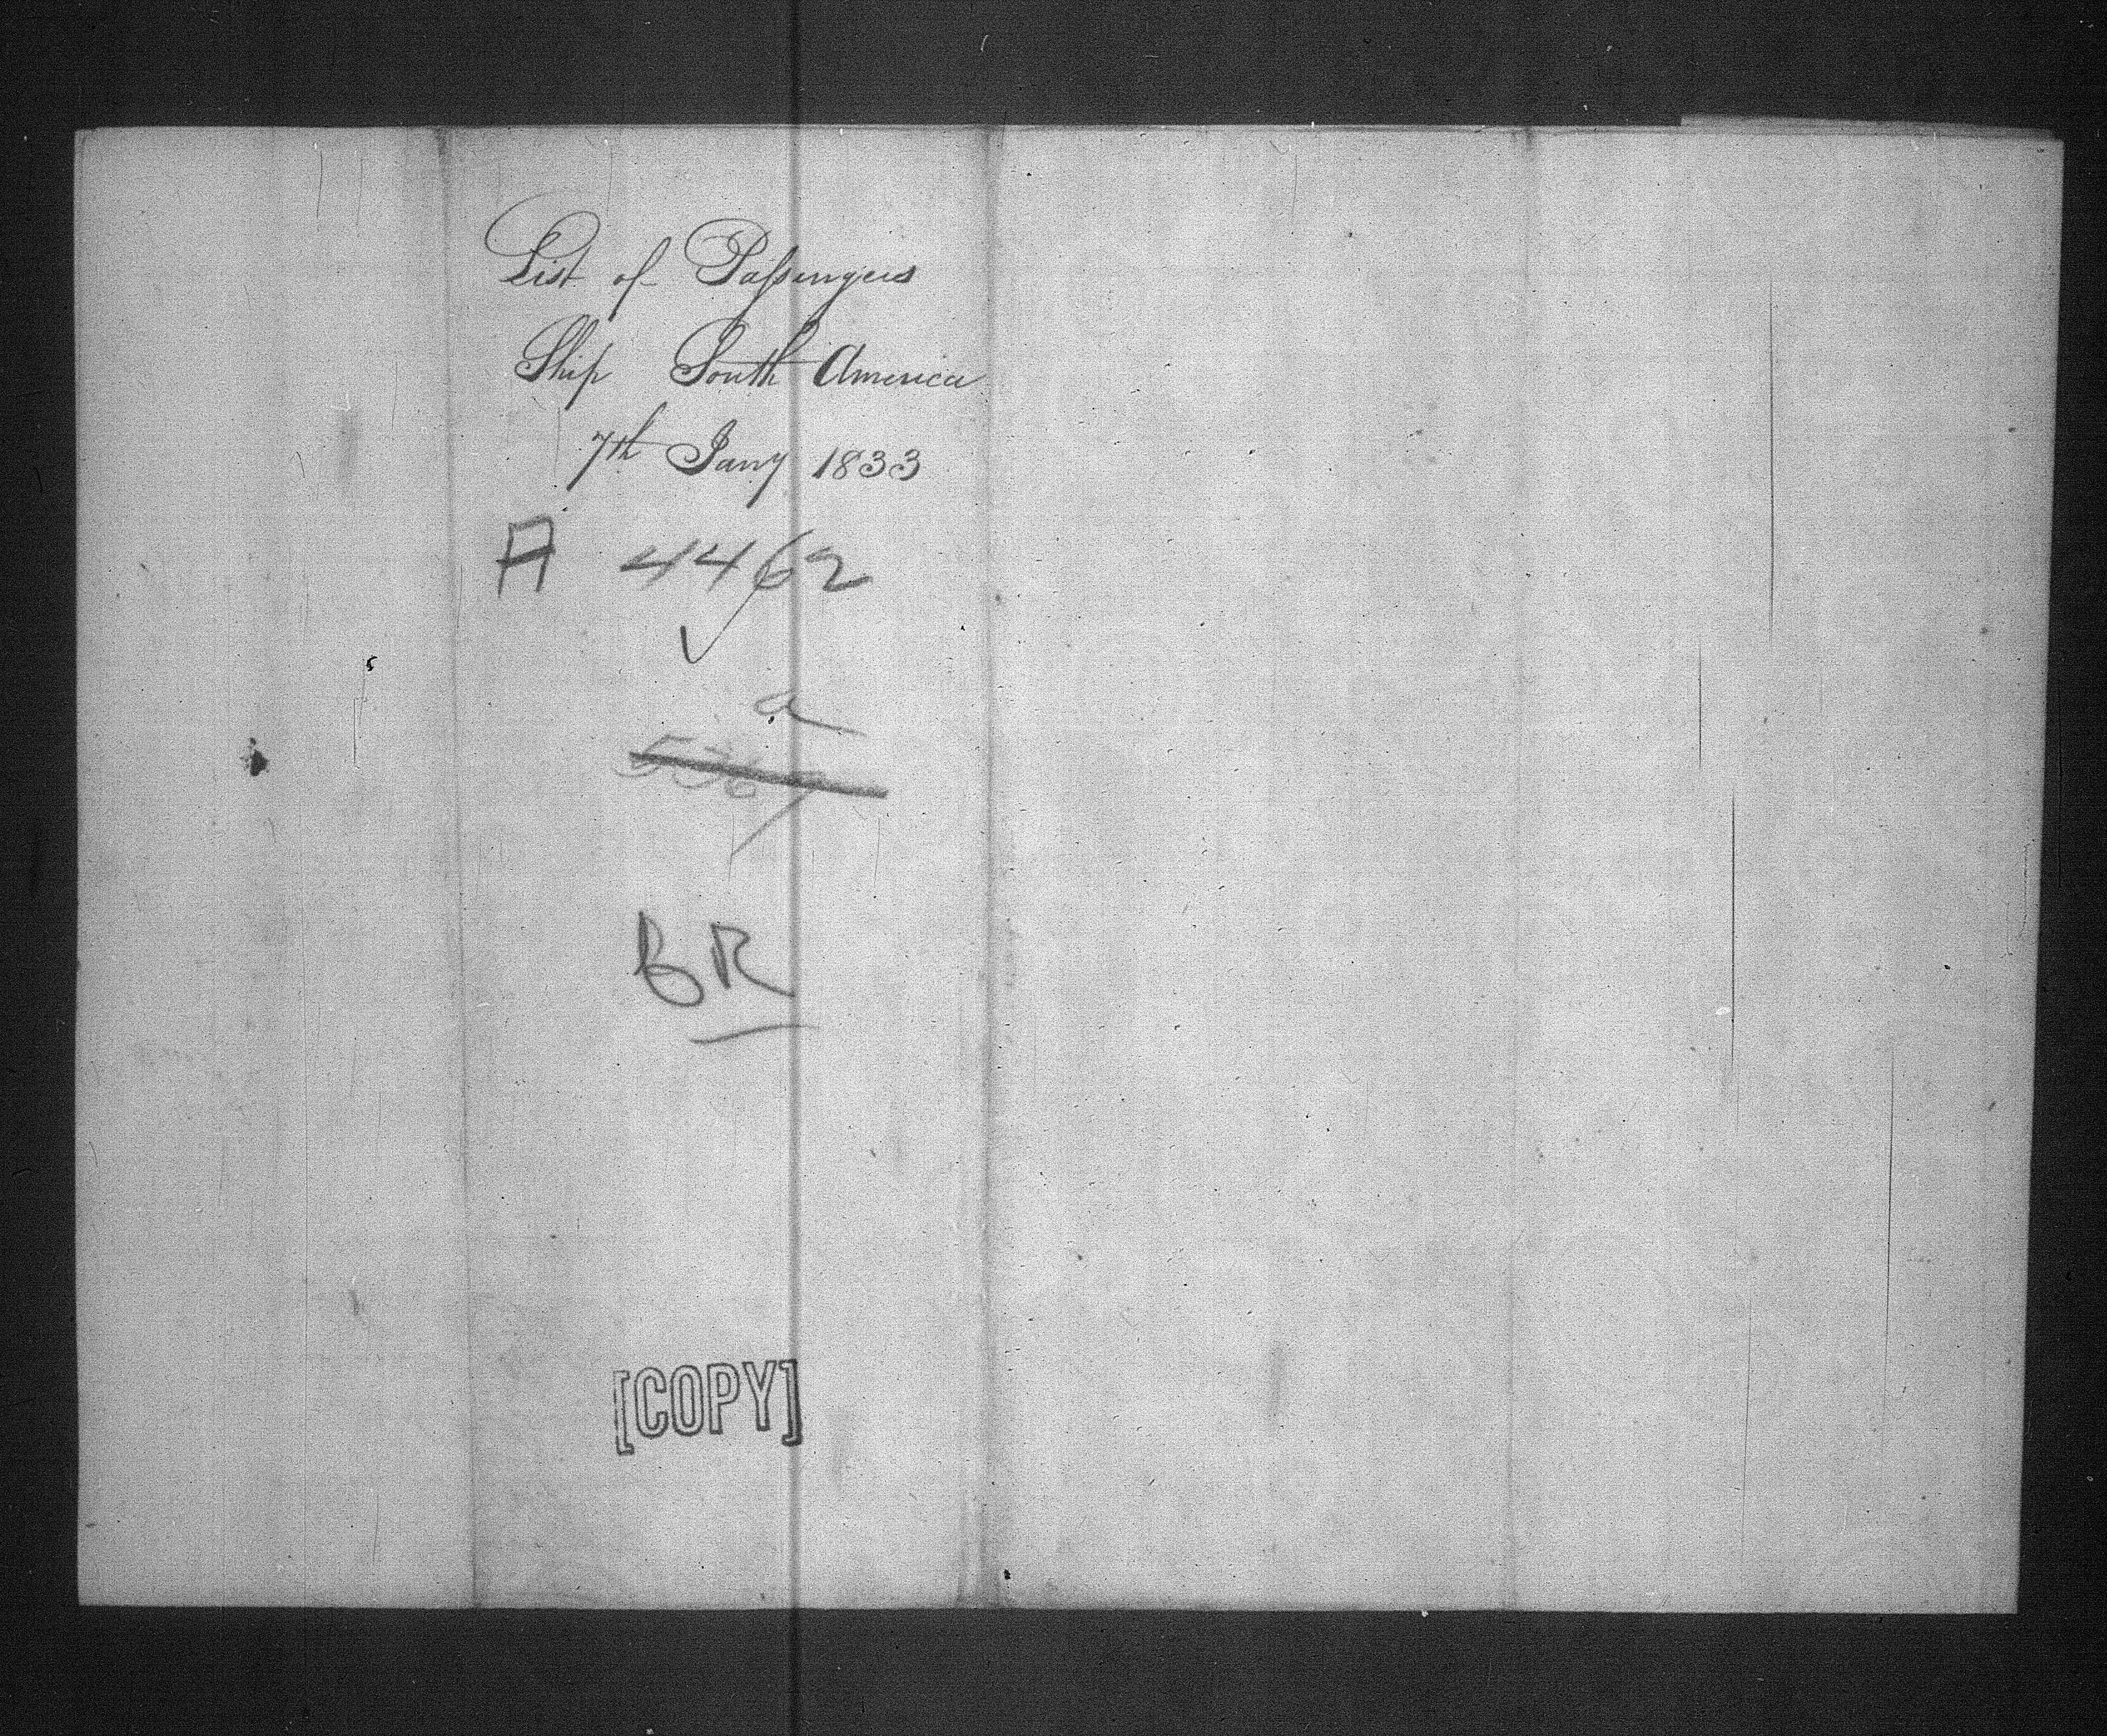 List of Passengers
Ship South America
7th Jany 1833
A 4462
a
BR
[COPY]